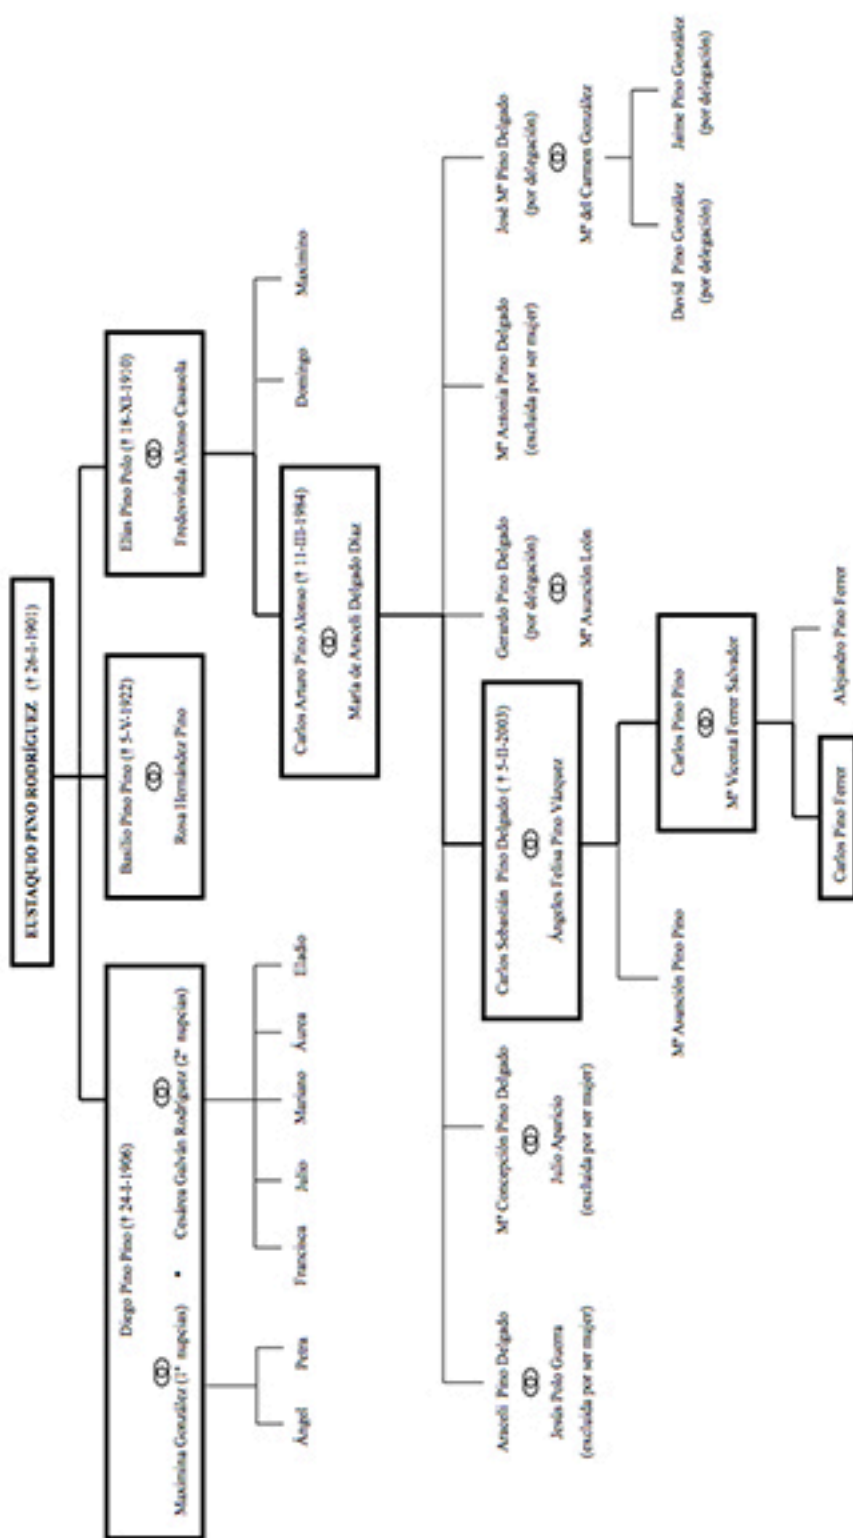 EUSTAQUIO PINO RODRÍGUEZ († 26-I-1901)
Diego Pino Pino († 24-I-1906)
Maximina González (1ª nupcias) • Cesárea Galván Rodríguez (2ª nupcias)
Basilio Pino Pino († 5-V-1922)
Rosa Hernández Pino
Elías Pino Polo († 18-XI-1910)
Fredesvinda Alonso Casasola
Ángel Petra
Francisca Julio Mariano Áurea Eladio
Carlos Arturo Pino Alonso († 11-III-1984)
María de Araceli Delgado Díaz
Domingo Maximino
Araceli Pino Delgado
Jesús Polo Guerra
(excluida por ser mujer)
Mª Concepción Pino Delgado
Julio Aparicio
(excluida por ser mujer)
Carlos Sebastián Pino Delgado ( † 5-II-2003)
Ángeles Felisa Pino Vázquez
Gerardo Pino Delgado
(por delegación)
Mª Asunción León
Mª Antonia Pino Delgado
(excluida por ser mujer)
José Mª Pino Delgado
(por delegación)
Mª del Carmen González
Mª Asunción Pino Pino
Carlos Pino Pino
Mª Vicenta Ferrer Salvador
David Pino González
(por delegación)
Jaime Pino González
(por delegación)
Carlos Pino Ferrer
Alejandro Pino Ferrer